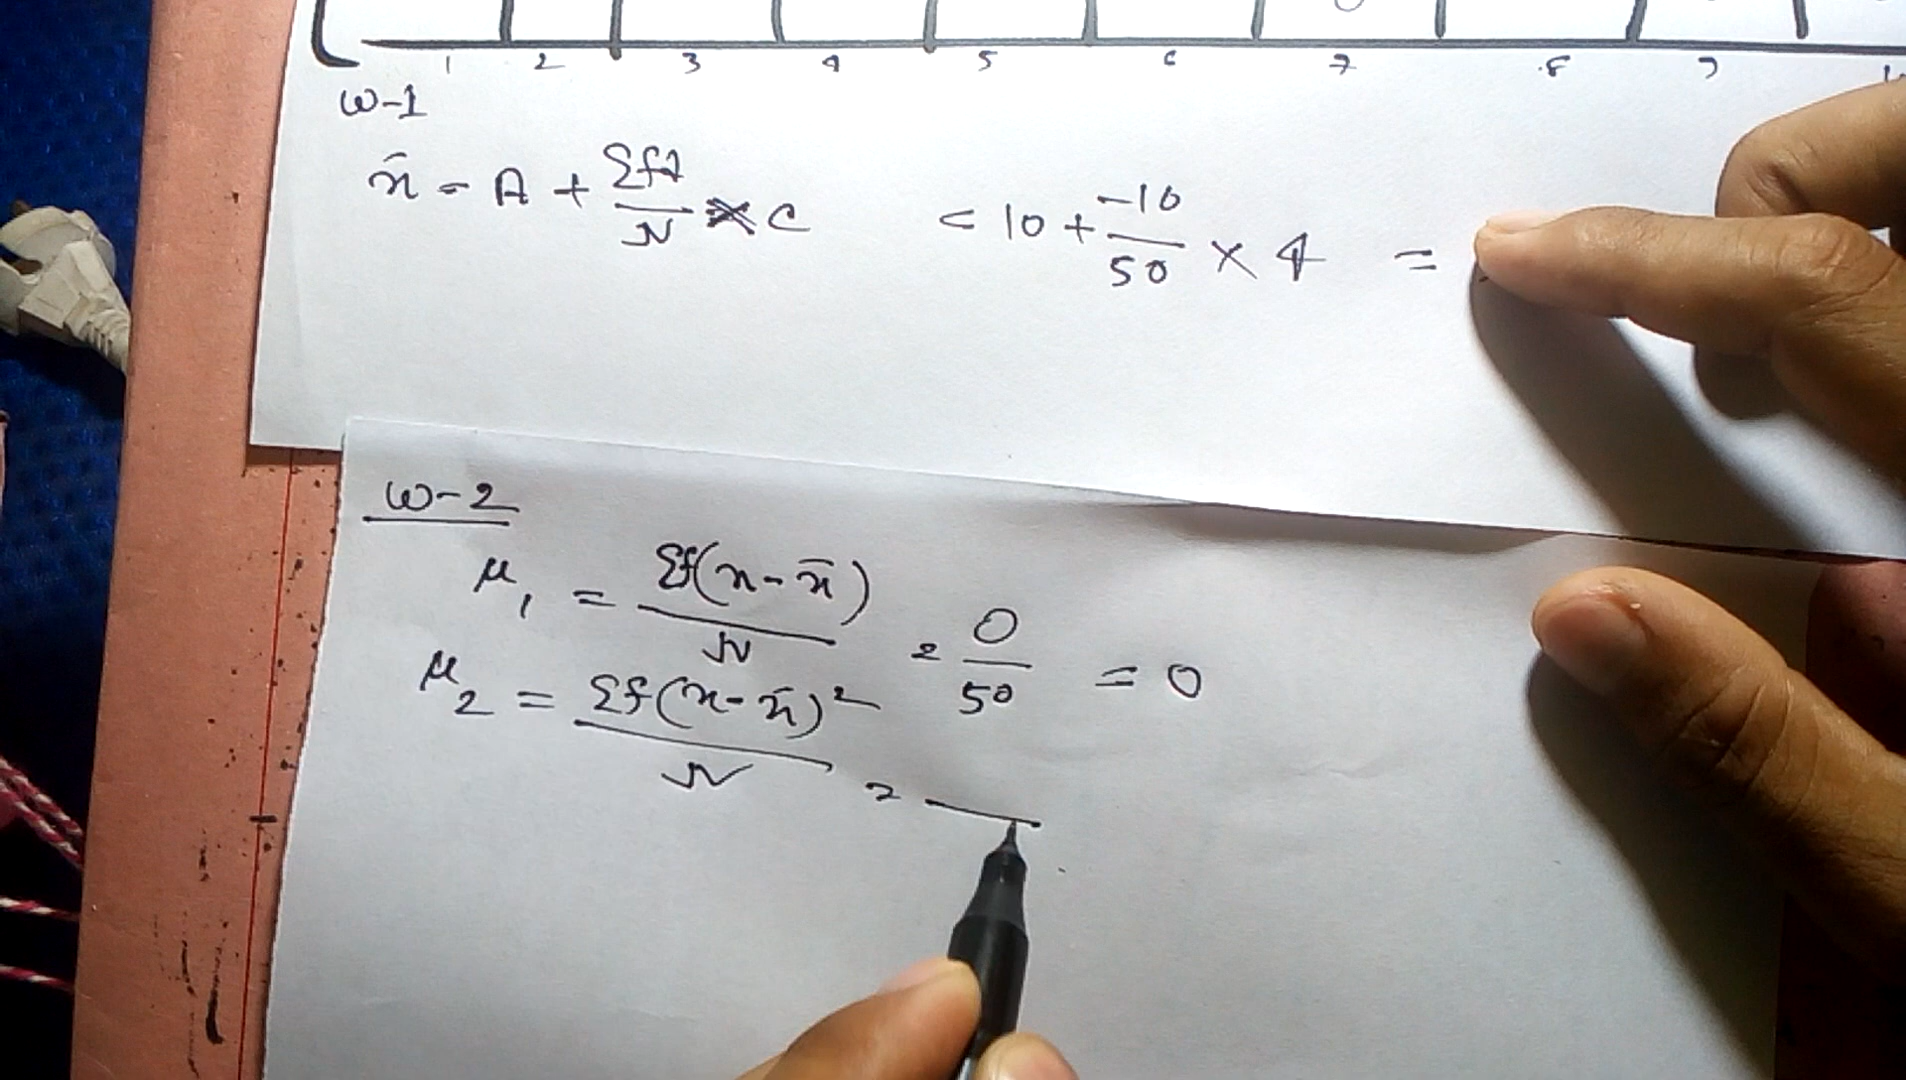 1 2 3 4 5 6 7 8 9
W-1
x̄ = A + Σfd/N × C = 10 + -10/50 × 4 =
W-2
μ₁ = Σf(x-x̄)/N = 0/50 = 0
μ₂ = Σf(x-x̄)²/N =